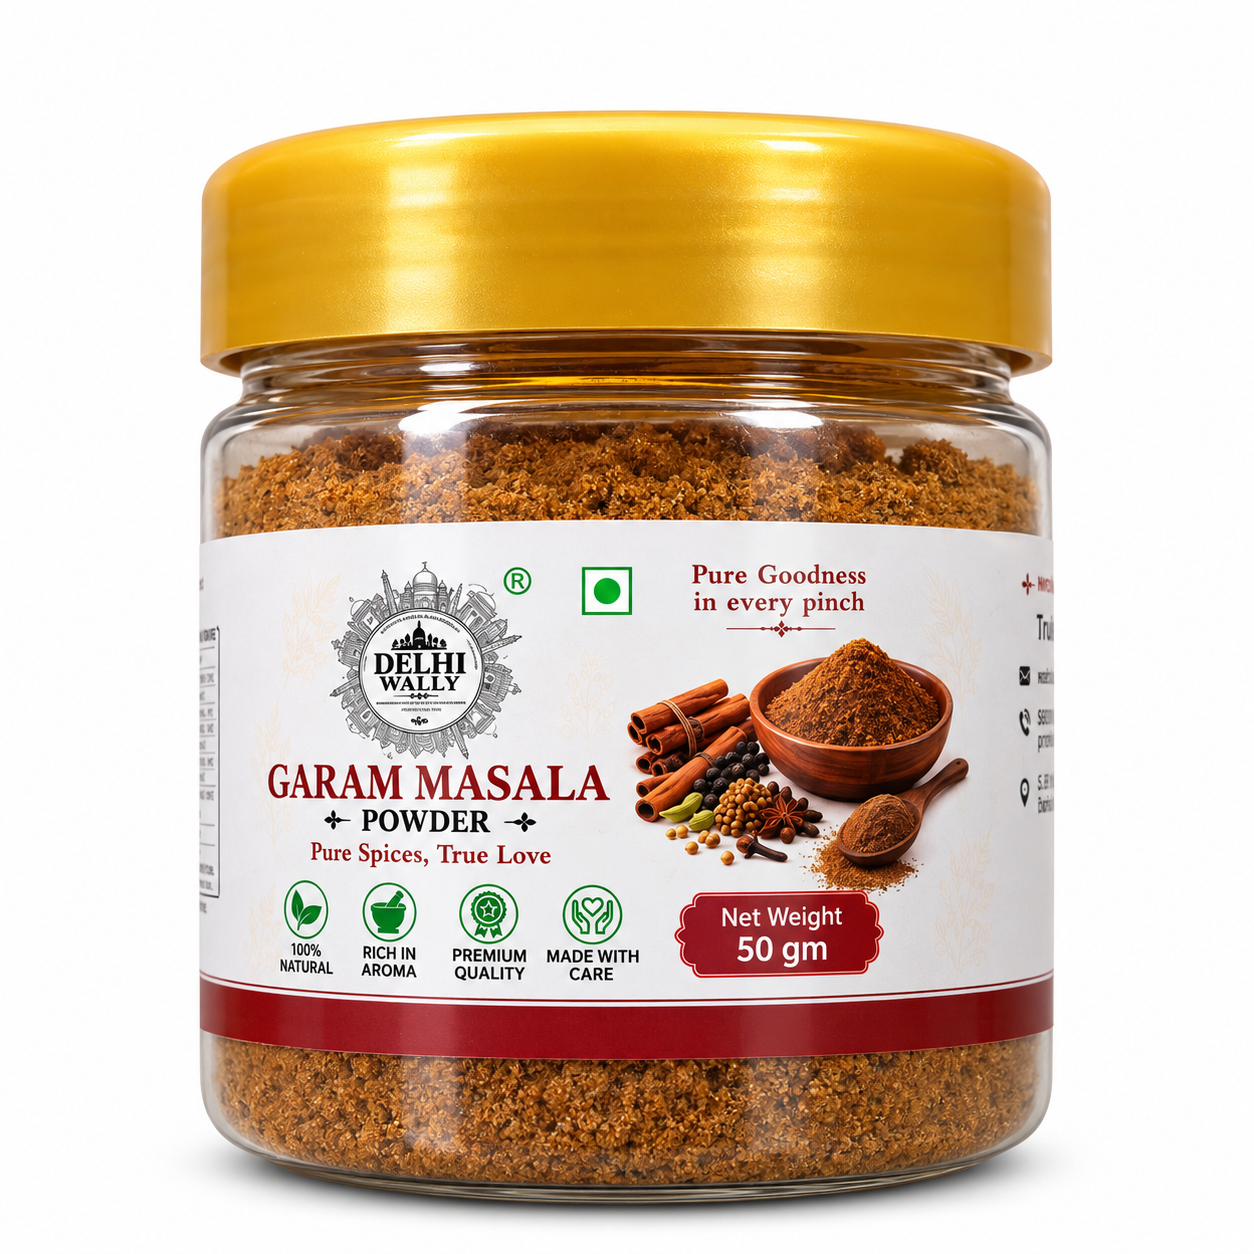 DELHI
WALLY
®
GARAM MASALA
POWDER
Pure Spices, True Love
100%
NATURAL
RICH IN
AROMA
PREMIUM
QUALITY
MADE WITH
CARE
Pure Goodness
in every pinch
Net Weight
50 gm